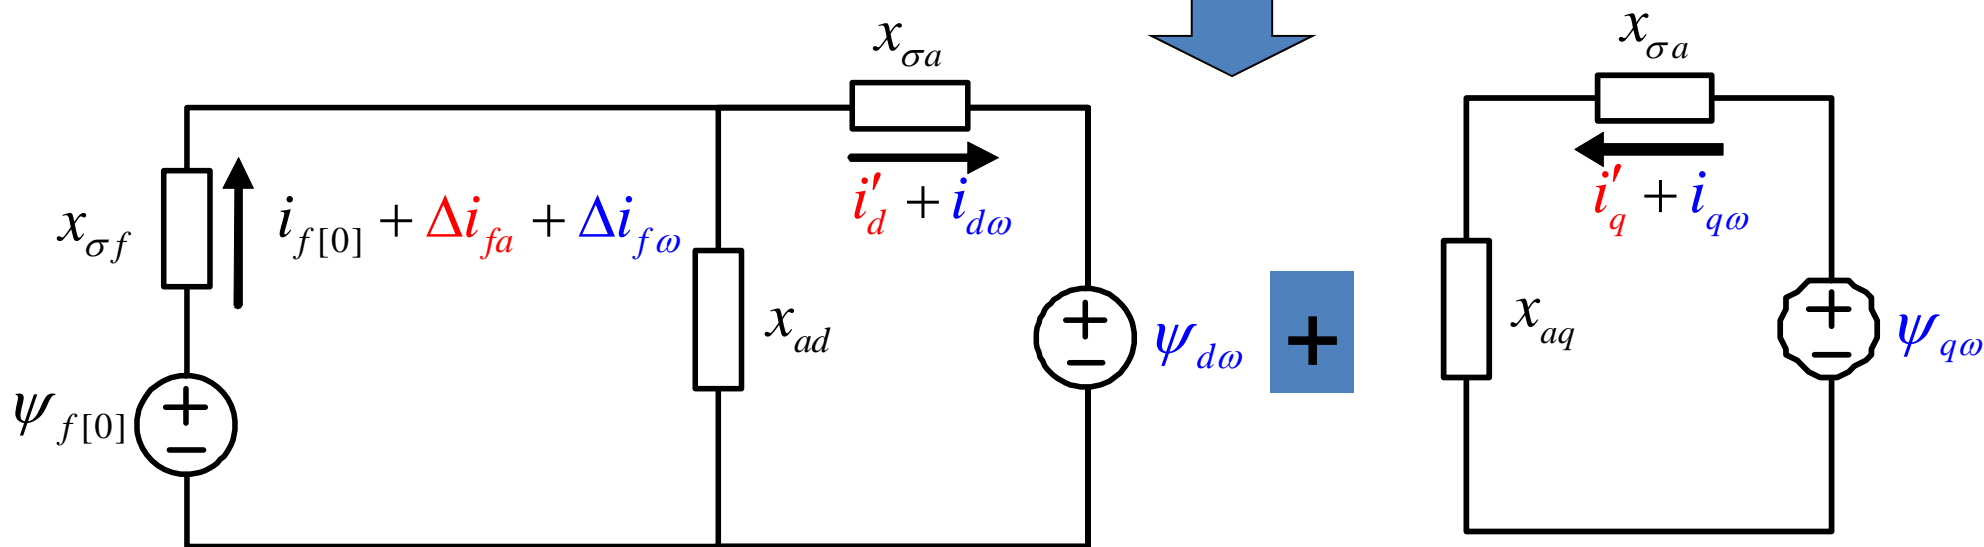 x_{σa}
x_{σa}
i'_d + i_{dω}
i'_q + i_{qω}
x_{σf}
i_{f[0]} + Δi_{fa} + Δi_{fω}
x_{ad}
ψ_{dω}
+
x_{aq}
ψ_{qω}
ψ_{f[0]}